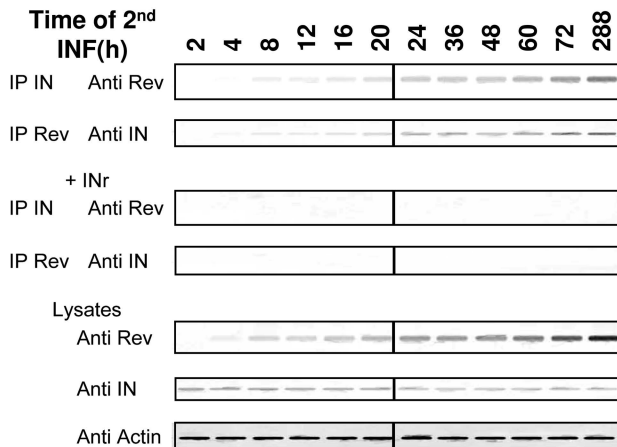 Time of 2nd
INF(h)
2 4 8 12 16 20 24 36 48 60 72 288
IP IN Anti Rev
IP Rev Anti IN
+ INr
IP IN Anti Rev
IP Rev Anti IN
Lysates
Anti Rev
Anti IN
Anti Actin